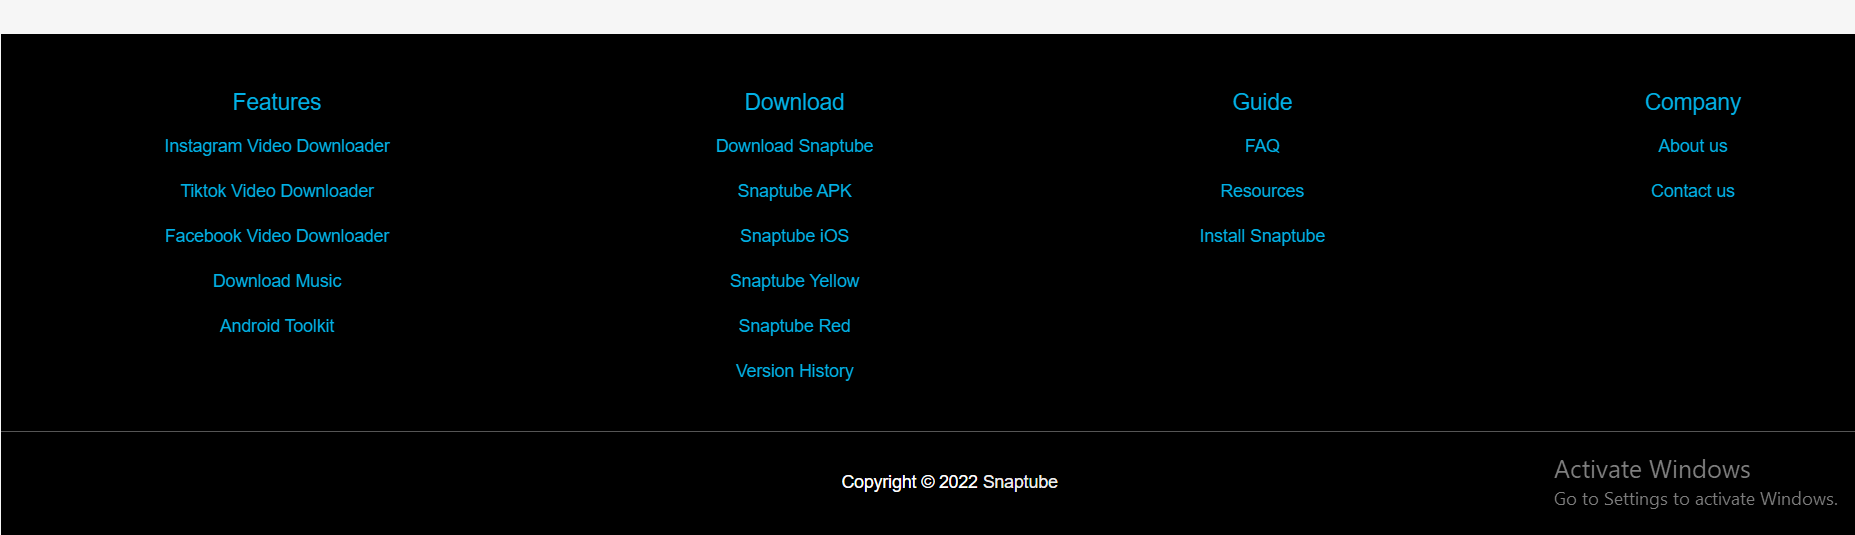 Features
Instagram Video Downloader
Tiktok Video Downloader
Facebook Video Downloader
Download Music
Android Toolkit
Download
Download Snaptube
Snaptube APK
Snaptube iOS
Snaptube Yellow
Snaptube Red
Version History
Guide
FAQ
Resources
Install Snaptube
Company
About us
Contact us
Copyright © 2022 Snaptube
Activate Windows
Go to Settings to activate Windows.